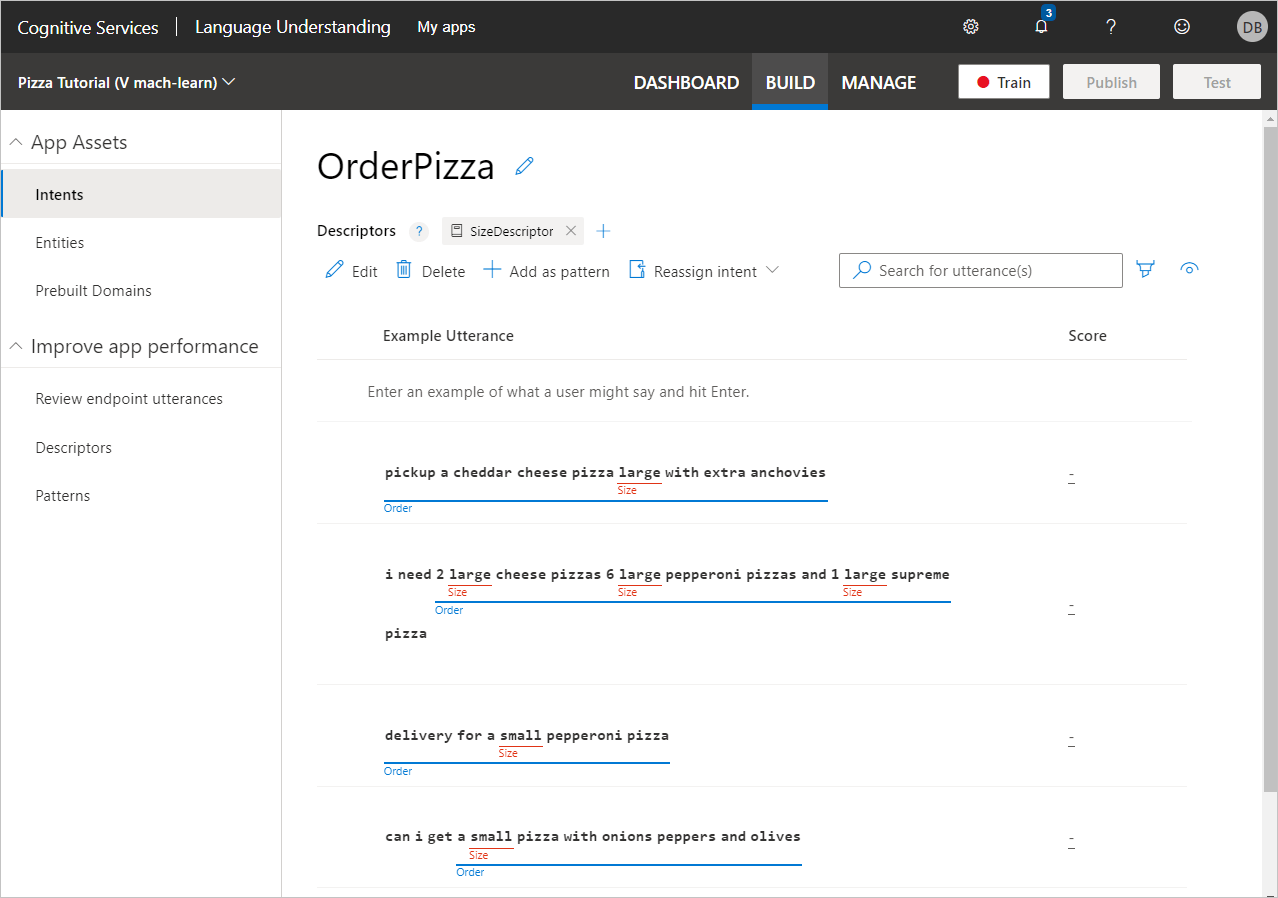 Cognitive Services | Language Understanding My apps 3 ? DB
Pizza Tutorial (V mach-learn) DASHBOARD BUILD MANAGE Train Publish Test
App Assets
Intents
Entities
Prebuilt Domains
Improve app performance
Review endpoint utterances
Descriptors
Patterns
OrderPizza
Descriptors ? SizeDescriptor
Edit Delete Add as pattern Reassign intent Search for utterance(s)
Example Utterance Score
Enter an example of what a user might say and hit Enter.
pickup a cheddar cheese pizza large with extra anchovies -
Size
Order
i need 2 large cheese pizzas 6 large pepperoni pizzas and 1 large supreme
Size Size Size
Order -
pizza
delivery for a small pepperoni pizza -
Size
Order
can i get a small pizza with onions peppers and olives -
Size
Order